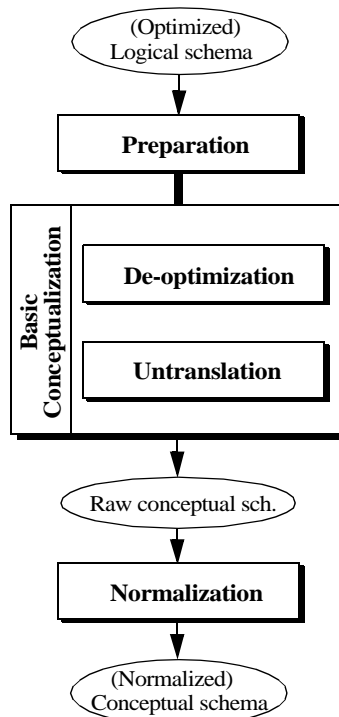 (Optimized)
Logical schema
Preparation
Basic
Conceptualization
De-optimization
Untranslation
Raw conceptual sch.
Normalization
(Normalized)
Conceptual schema